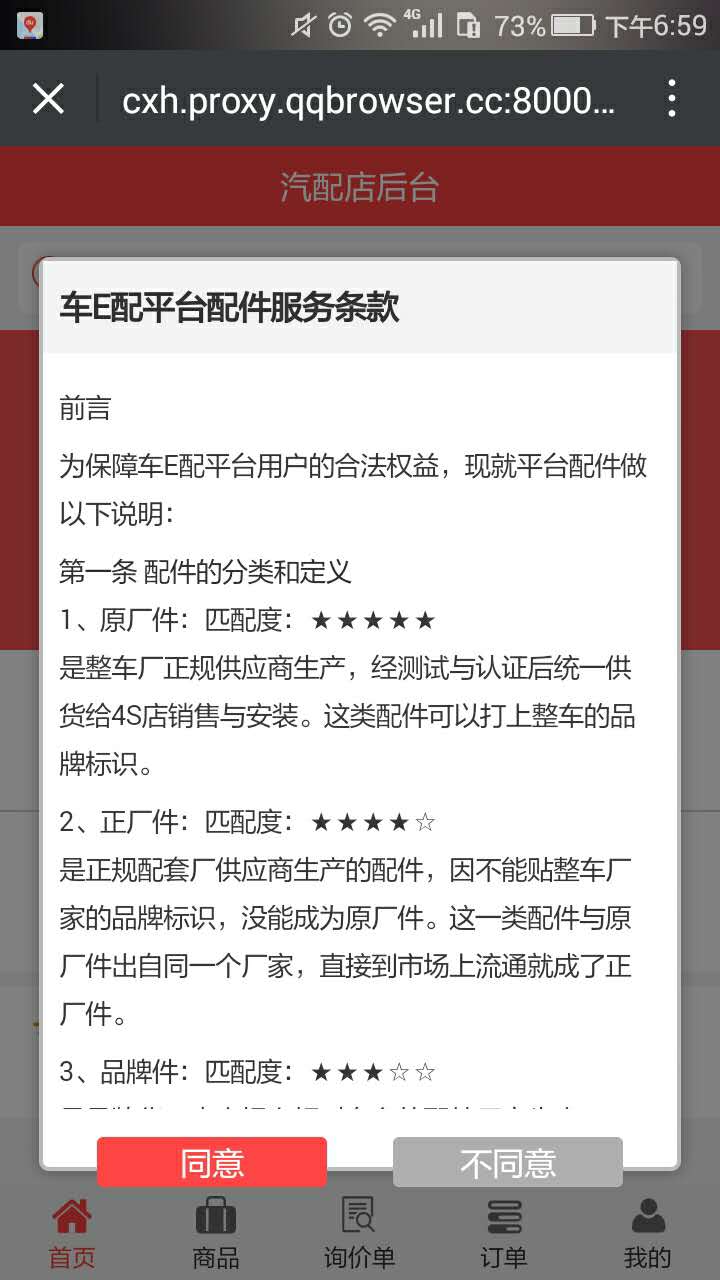 4G 73% 下午6:59
cxh.proxy.qqbrowser.cc:8000...
汽配店后台
车E配平台配件服务条款
前言
为保障车E配平台用户的合法权益，现就平台配件做
以下说明：
第一条 配件的分类和定义
1、原厂件：匹配度：★★★★★
是整车厂正规供应商生产，经测试与认证后统一供
货给4S店销售与安装。这类配件可以打上整车的品
牌标识。
2、正厂件：匹配度：★★★★☆
是正规配套厂供应商生产的配件，因不能贴整车厂
家的品牌标识，没能成为原厂件。这一类配件与原
厂件出自同一个厂家，直接到市场上流通就成了正
厂件。
3、品牌件：匹配度：★★★☆☆
同意 不同意
首页 商品 询价单 订单 我的